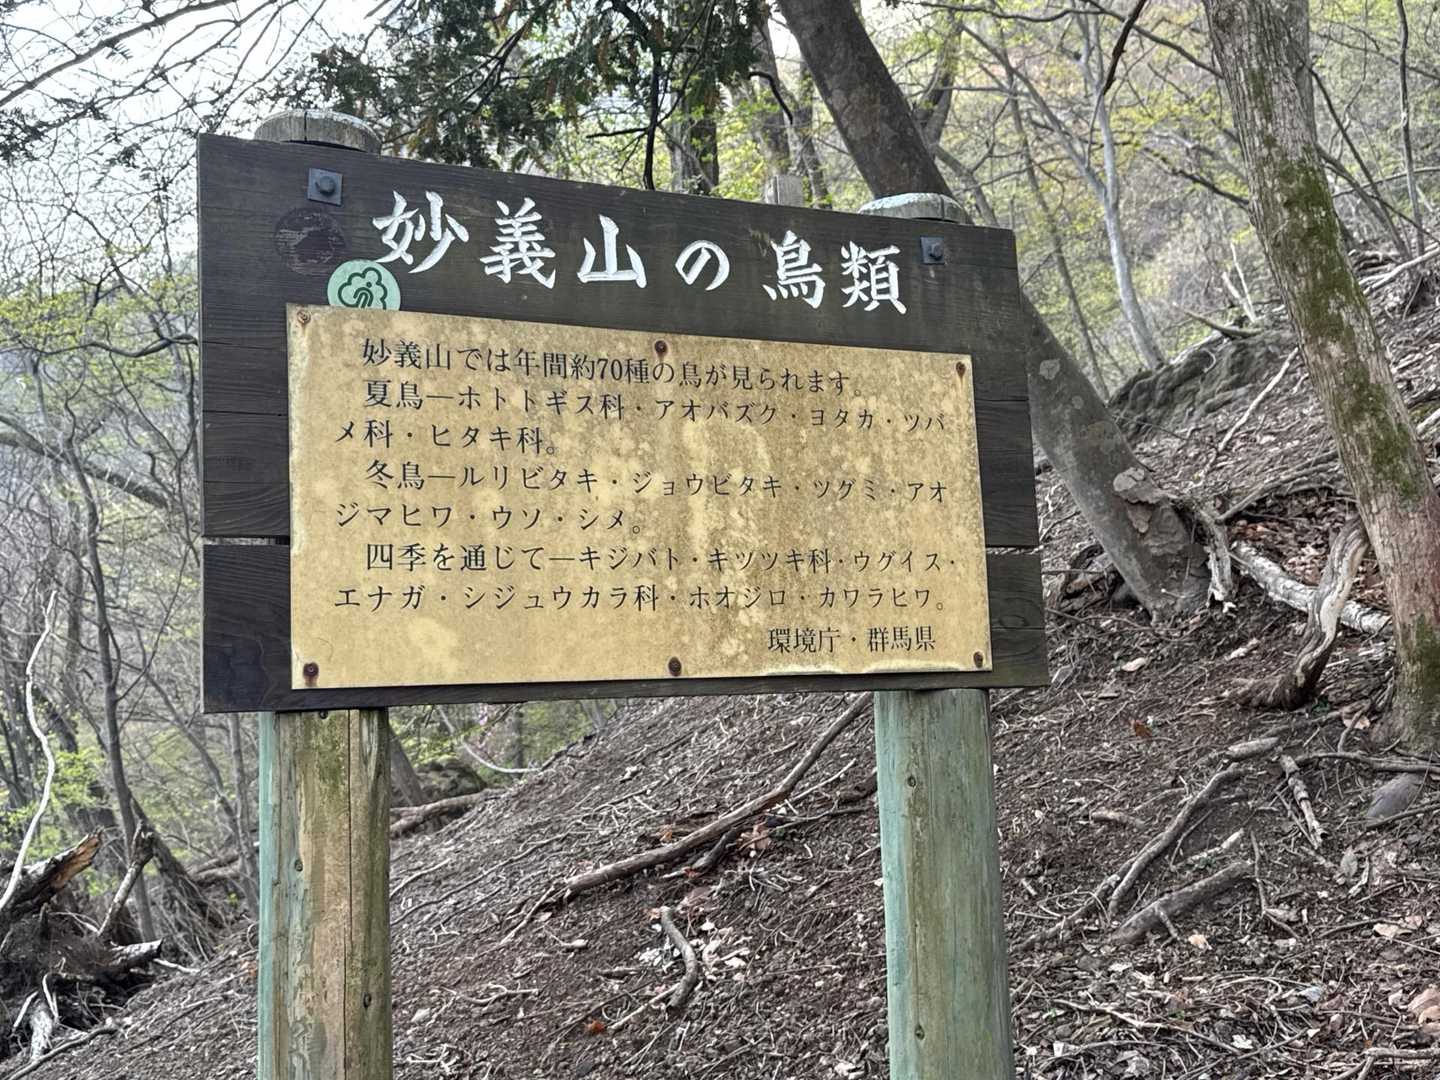 妙義山の鳥類
妙義山では年間約70種の鳥が見られます。
夏鳥―ホトトギス科・アオバズク・ヨタカ・ツバ
メ科・ヒタキ科。
冬鳥―ルリビタキ・ジョウビタキ・ツグミ・アオ
ジマヒワ・ウソ・シメ。
四季を通じて―キジバト・キツツキ科・ウグイス・
エナガ・シジュウカラ科・ホオジロ・カワラヒワ。
環境庁・群馬県